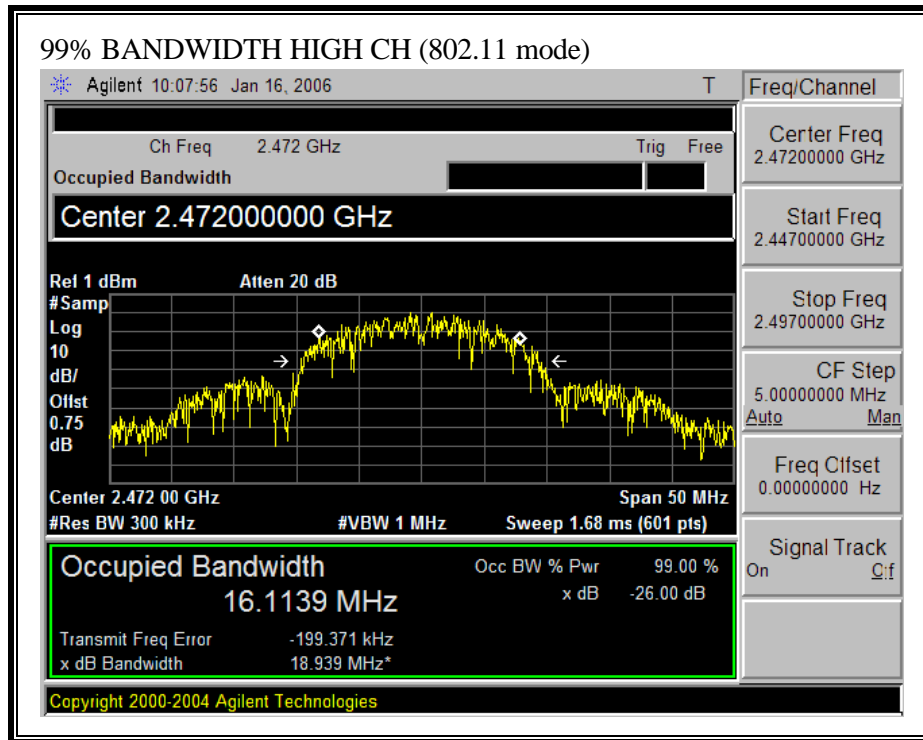 99% BANDWIDTH HIGH CH (802.11 mode)
Agilent 10:07:56 Jan 16, 2006 T
Freq/Channel
Ch Freq 2.472 GHz Trig Free
Occupied Bandwidth
Center 2.472000000 GHz
Center Freq
2.47200000 GHz
Start Freq
2.44700000 GHz
Stop Freq
2.49700000 GHz
CF Step
5.00000000 MHz
Auto Man
Freq Offset
0.00000000 Hz
Signal Track
On Off
Ref 1 dBm Atten 20 dB
#Samp
Log
10
dB/
Offst
0.75
dB
Center 2.472 00 GHz Span 50 MHz
#Res BW 300 kHz #VBW 1 MHz Sweep 1.68 ms (601 pts)
Occupied Bandwidth
16.1139 MHz
Occ BW % Pwr 99.00 %
x dB -26.00 dB
Transmit Freq Error -199.371 kHz
x dB Bandwidth 18.939 MHz*
Copyright 2000-2004 Agilent Technologies